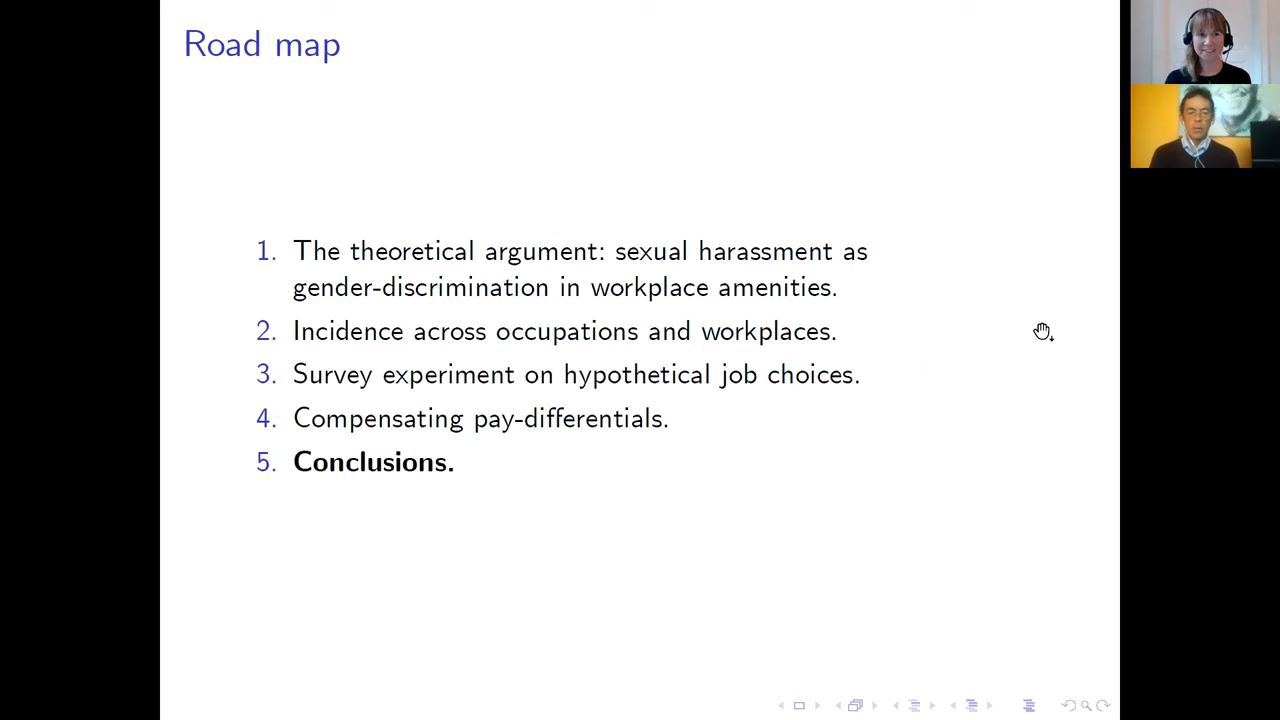 Road map
1. The theoretical argument: sexual harassment as
gender-discrimination in workplace amenities.
2. Incidence across occupations and workplaces.
3. Survey experiment on hypothetical job choices.
4. Compensating pay-differentials.
5. Conclusions.